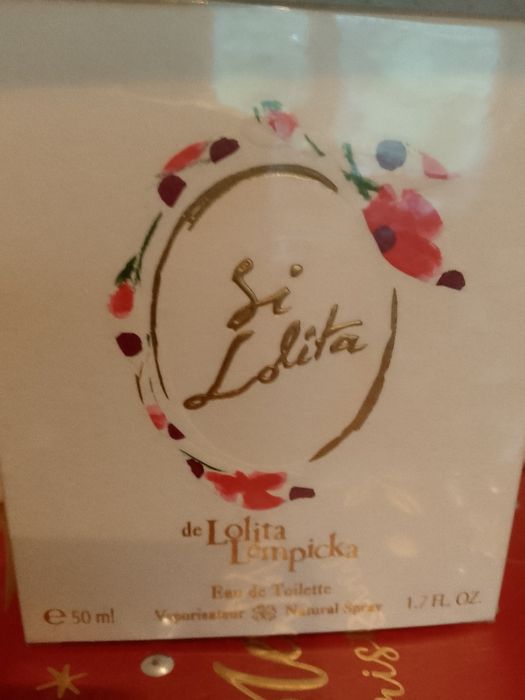 Si
Lolita
de Lolita
Lempicka
Eau de Toilette
℮ 50 ml Vaporisateur Natural Spray 1.7 FL. OZ.